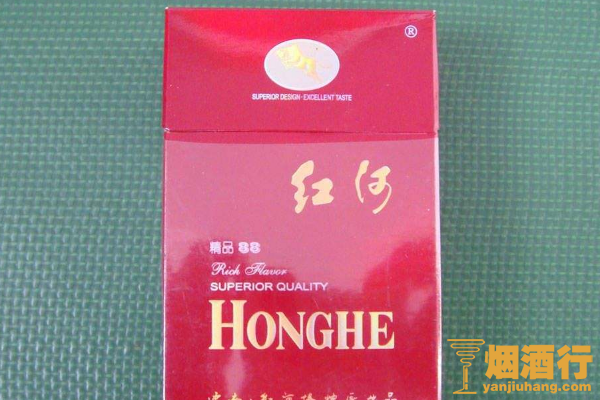 ®
SUPERIOR DESIGN·EXCELLENT TASTE
红河
精品 88
Rich Flavor
SUPERIOR QUALITY
HONGHE
烟酒行
yanjiuhang.com